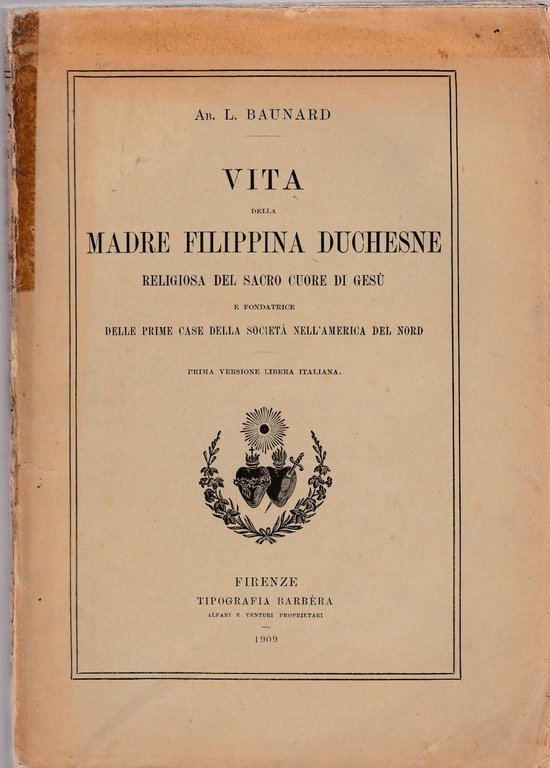 AB. L. BAUNARD
VITA
DELLA
MADRE FILIPPINA DUCHESNE
RELIGIOSA DEL SACRO CUORE DI GESÙ
E FONDATRICE
DELLE PRIME CASE DELLA SOCIETÀ NELL'AMERICA DEL NORD
PRIMA VERSIONE LIBERA ITALIANA.
FIRENZE
TIPOGRAFIA BARBÈRA
ALFANI E VENTURI PROPRIETARI
1909